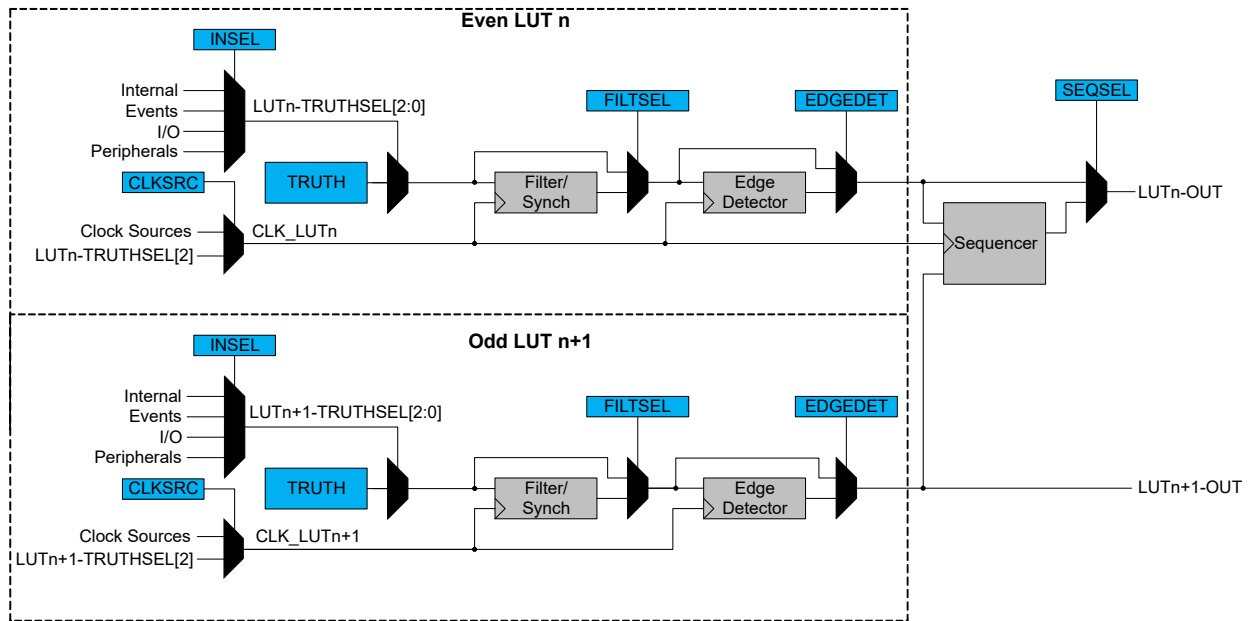 Even LUT n
INSEL
Internal
Events
I/O
Peripherals
LUTn-TRUTHSEL[2:0]
FILTSEL
EDGEDET
SEQSEL
CLKSRC
TRUTH
Filter/
Synch
Edge
Detector
LUTn-OUT
Clock Sources
LUTn-TRUTHSEL[2]
CLK_LUTn
Sequencer
Odd LUT n+1
INSEL
Internal
Events
I/O
Peripherals
LUTn+1-TRUTHSEL[2:0]
FILTSEL
EDGEDET
CLKSRC
TRUTH
Filter/
Synch
Edge
Detector
LUTn+1-OUT
Clock Sources
LUTn+1-TRUTHSEL[2]
CLK_LUTn+1